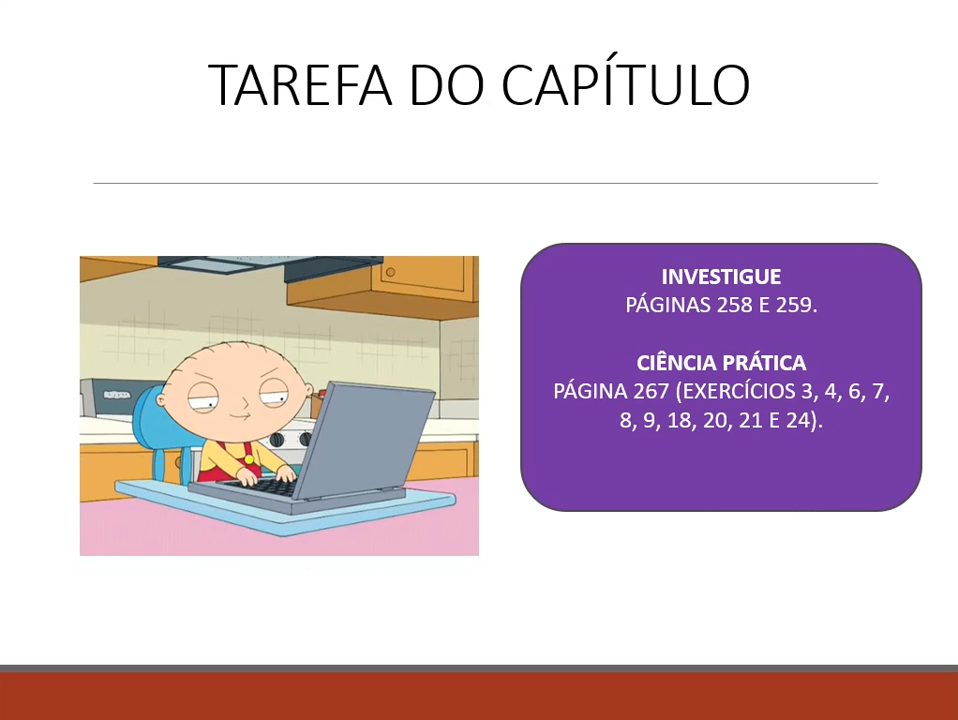 TAREFA DO CAPÍTULO
INVESTIGUE
PÁGINAS 258 E 259.
CIÊNCIA PRÁTICA
PÁGINA 267 (EXERCÍCIOS 3, 4, 6, 7,
8, 9, 18, 20, 21 E 24).